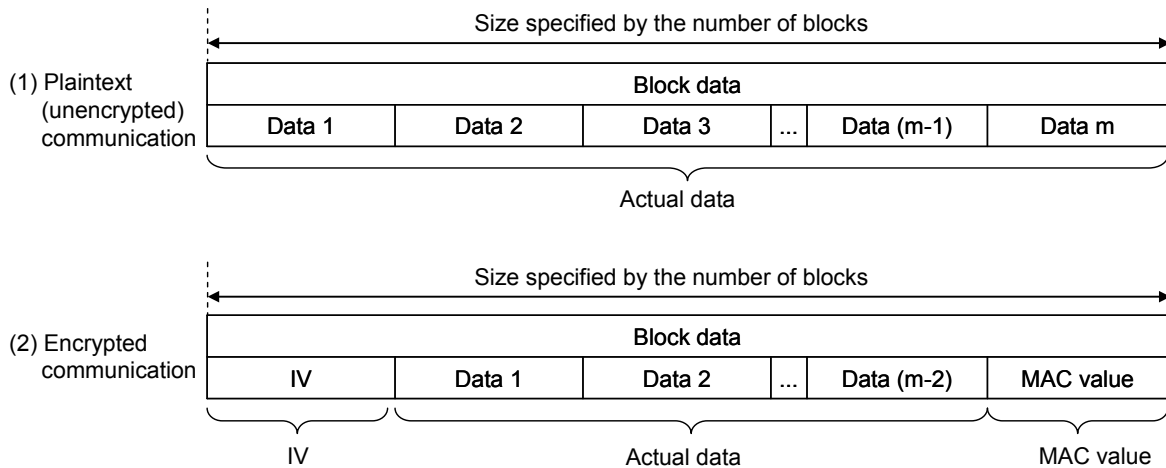 Size specified by the number of blocks
(1) Plaintext
(unencrypted)
communication
Block data
Data 1 Data 2 Data 3 ... Data (m-1) Data m
Actual data
Size specified by the number of blocks
(2) Encrypted
communication
Block data
IV Data 1 Data 2 ... Data (m-2) MAC value
IV Actual data MAC value